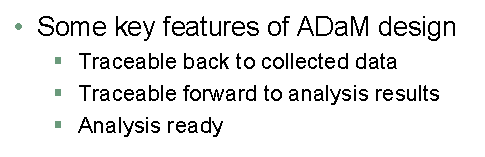 • Some key features of ADaM design
▪ Traceable back to collected data
▪ Traceable forward to analysis results
▪ Analysis ready